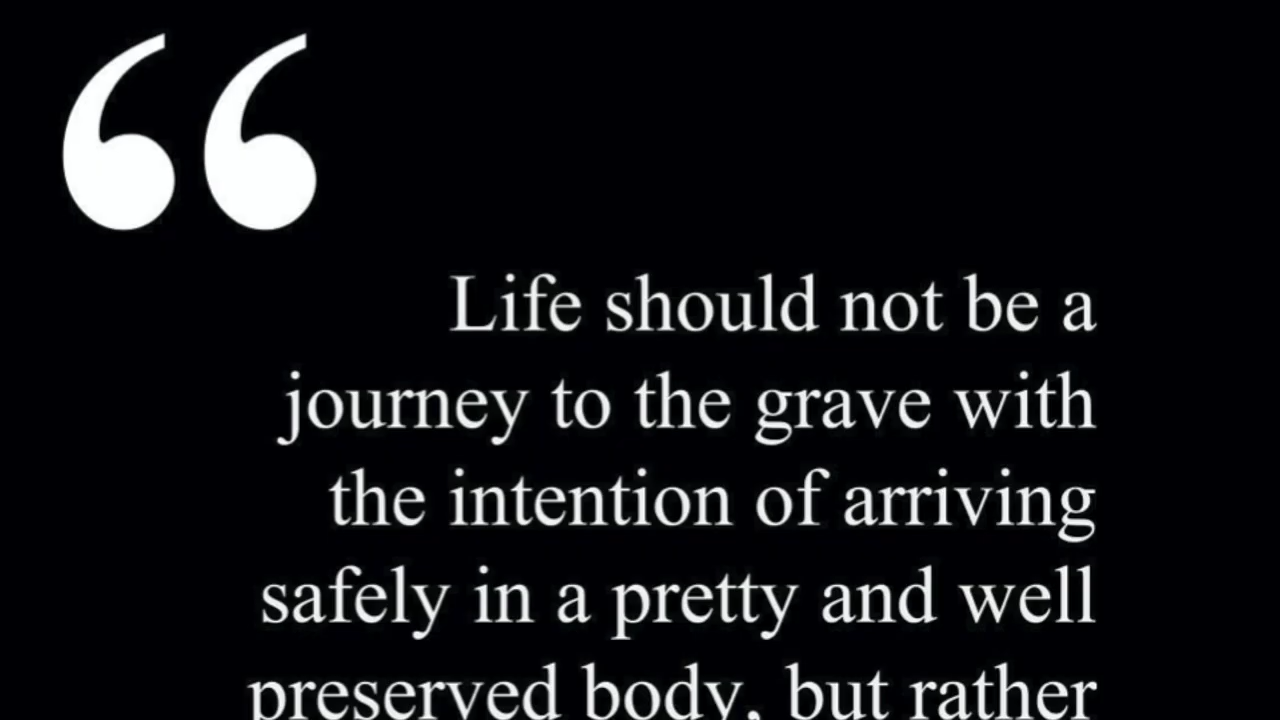 “
Life should not be a
journey to the grave with
the intention of arriving
safely in a pretty and well
preserved body, but rather